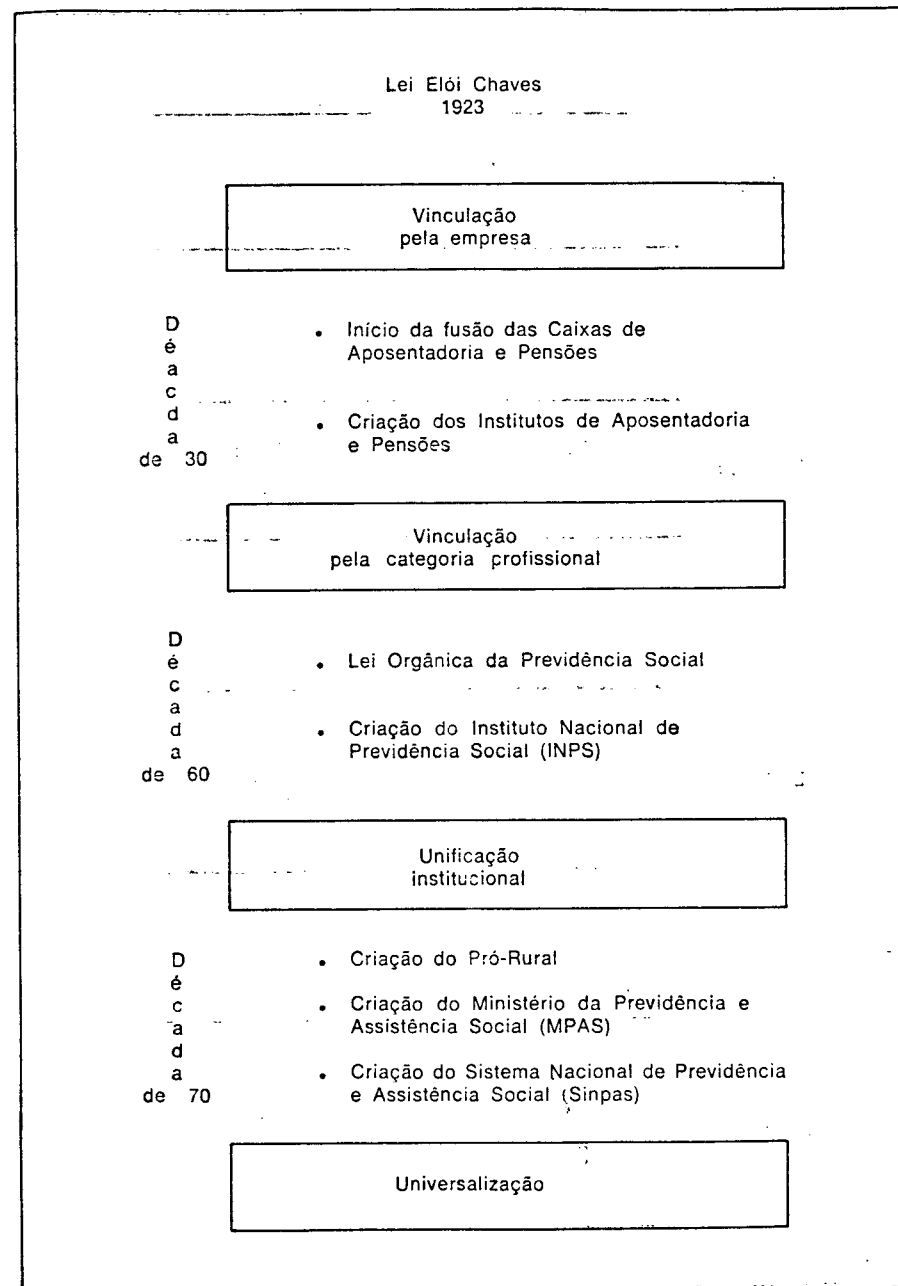 Lei Elói Chaves
1923
Vinculação
pela empresa
D
é
a
c
d
a
de 30
• Início da fusão das Caixas de
Aposentadoria e Pensões
• Criação dos Institutos de Aposentadoria
e Pensões
Vinculação
pela categoria profissional
D
é
c
a
d
a
de 60
• Lei Orgânica da Previdência Social
• Criação do Instituto Nacional de
Previdência Social (INPS)
Unificação
institucional
D
é
c
a
d
a
de 70
• Criação do Pró-Rural
• Criação do Ministério da Previdência e
Assistência Social (MPAS)
• Criação do Sistema Nacional de Previdência
e Assistência Social (Sinpas)
Universalização